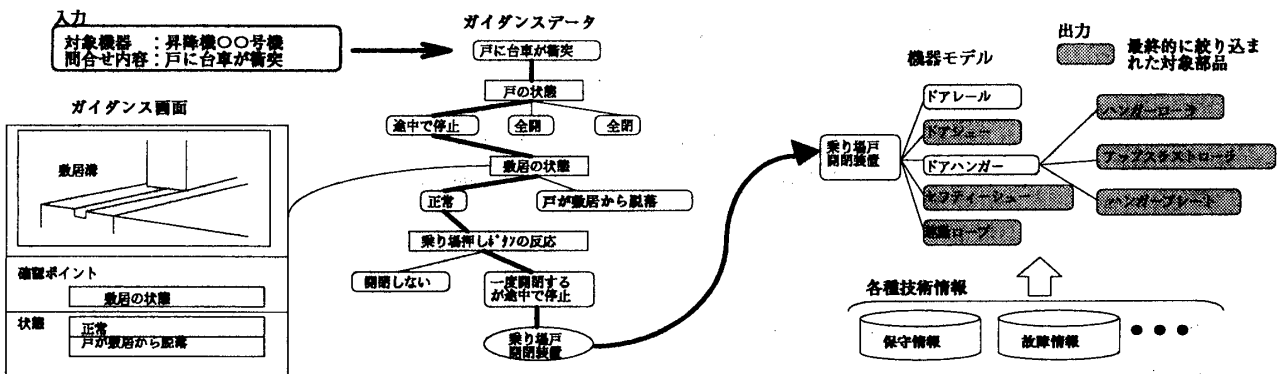 入力
対象機器 : 昇降機〇〇号機
問合せ内容 : 戸に台車が衝突
ガイダンス画面
敷居溝
確認ポイント
敷居の状態
状態
正常
戸が敷居から脱落
ガイダンスデータ
戸に台車が衝突
戸の状態
途中で停止
全開
全閉
敷居の状態
正常
戸が敷居から脱落
乗り場押しボタンの反応
開閉しない
一度開閉する
が途中で停止
乗り場戸
開閉装置
出力
最終的に絞り込ま
れた対象部品
機器モデル
乗り場戸
開閉装置
ドアレール
ドアシュー
ドアハンガー
セフティーシュー
ハンガーローラ
アップスラストローラ
ハンガープレート
各種技術情報
保守情報
故障情報